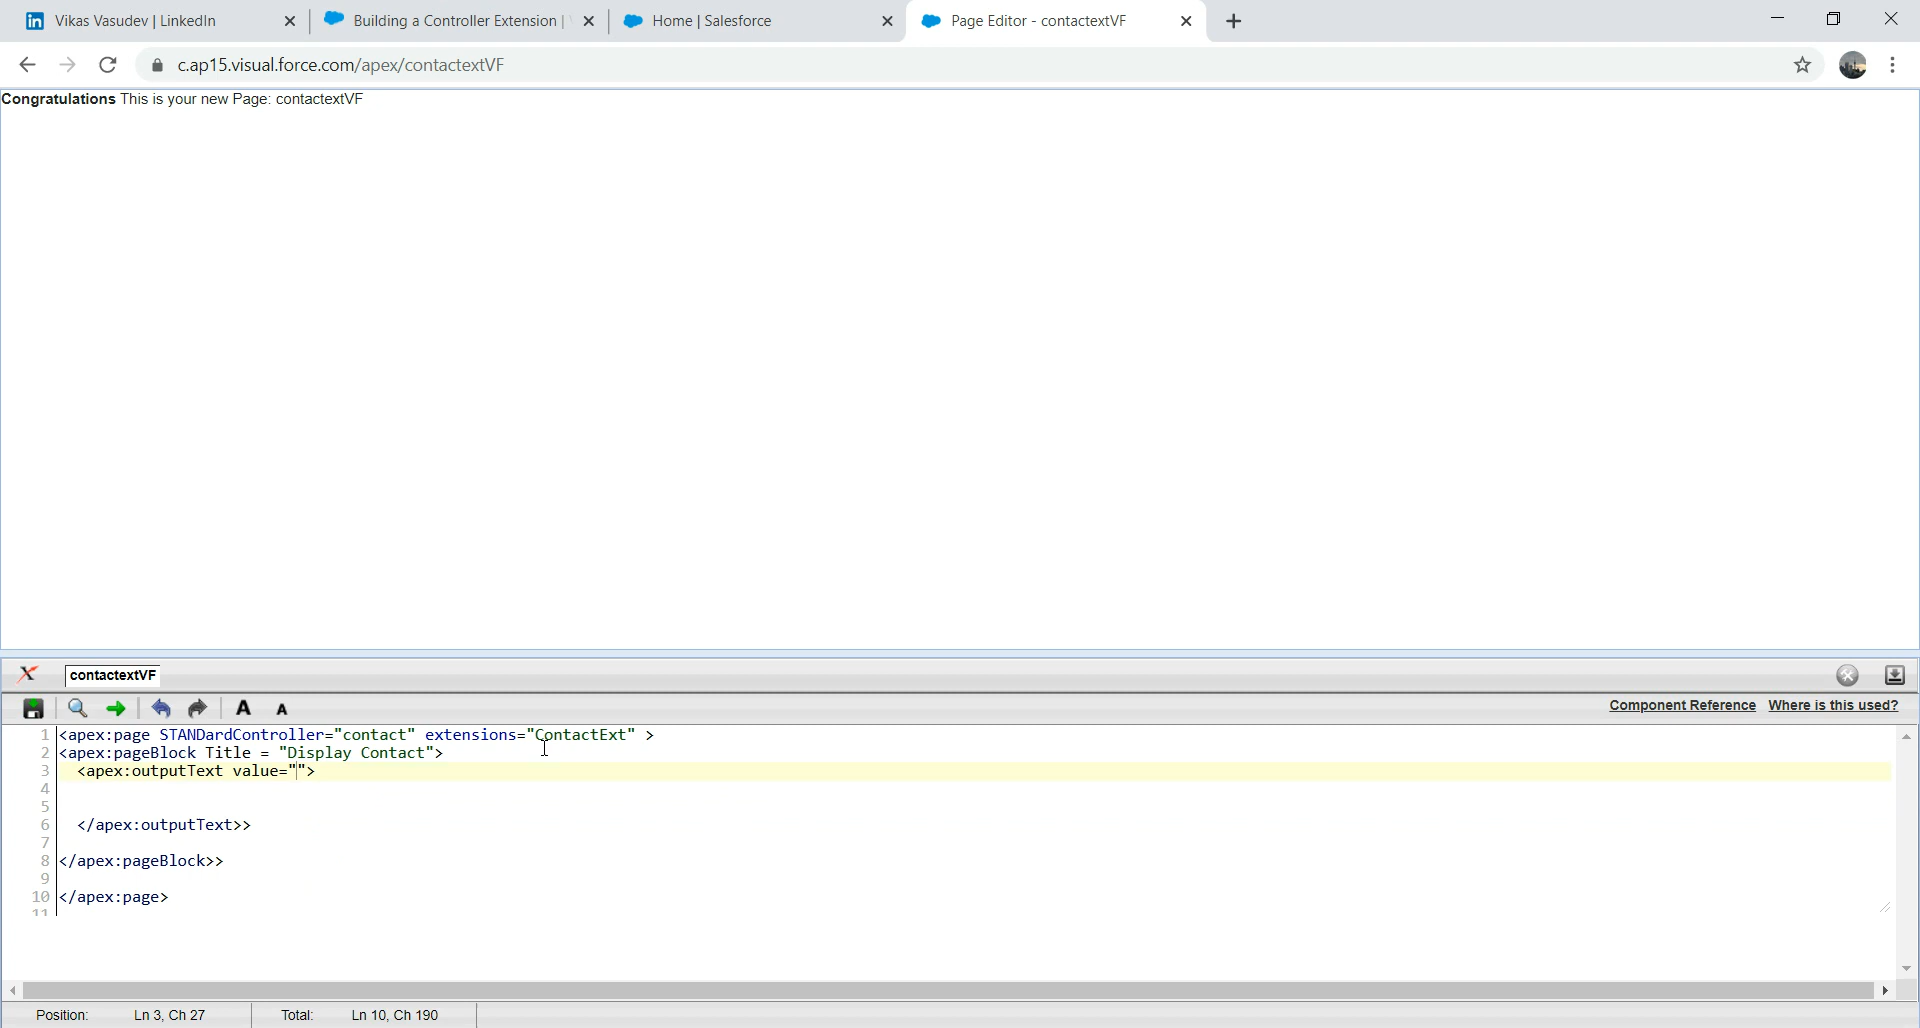 Vikas Vasudev | LinkedIn
Building a Controller Extension |
Home | Salesforce
Page Editor - contactextVF
c.ap15.visual.force.com/apex/contactextVF
Congratulations This is your new Page: contactextVF
contactextVF
A A
Component Reference Where is this used?
1 <apex:page STANDardController="contact" extensions="ContactExt" >
2 <apex:pageBlock Title = "Display Contact">
3 <apex:outputText value="">
4
5
6 </apex:outputText>>
7
8 </apex:pageBlock>>
9
10 </apex:page>
11
Position: Ln 3, Ch 27 Total: Ln 10, Ch 190